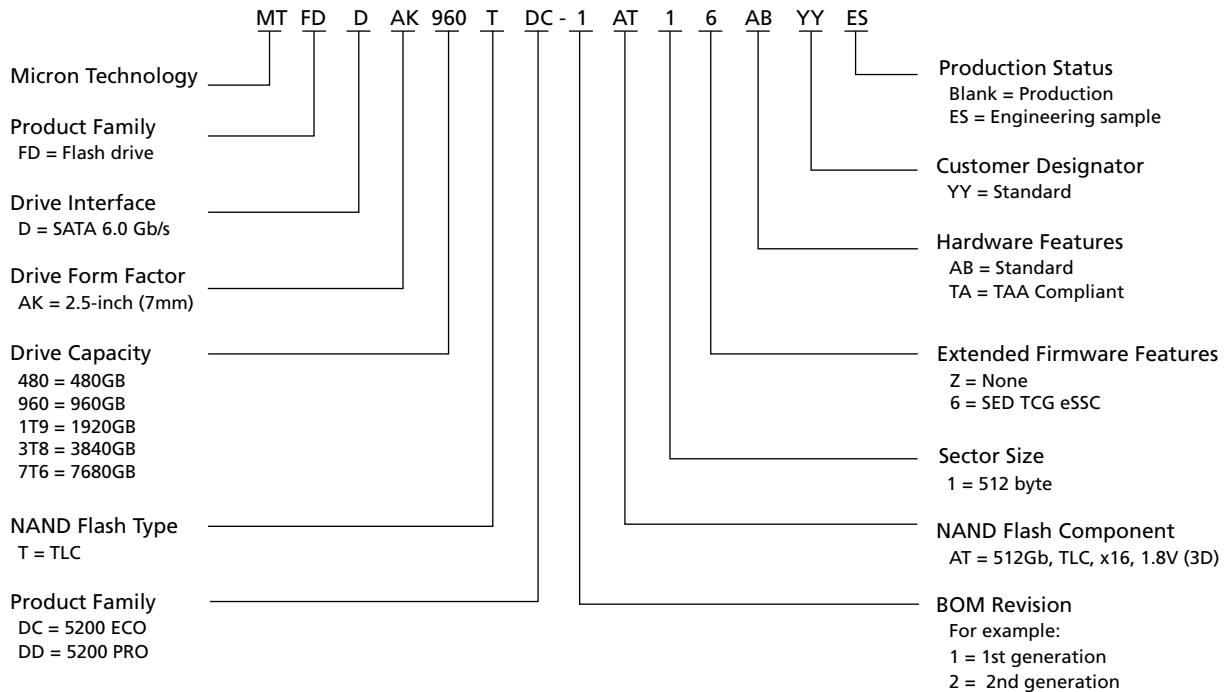 MT FD D AK 960 T DC - 1 AT 1 6 AB YY ES
Micron Technology
Product Family
FD = Flash drive
Drive Interface
D = SATA 6.0 Gb/s
Drive Form Factor
AK = 2.5-inch (7mm)
Drive Capacity
480 = 480GB
960 = 960GB
1T9 = 1920GB
3T8 = 3840GB
7T6 = 7680GB
NAND Flash Type
T = TLC
Product Family
DC = 5200 ECO
DD = 5200 PRO
Production Status
Blank = Production
ES = Engineering sample
Customer Designator
YY = Standard
Hardware Features
AB = Standard
TA = TAA Compliant
Extended Firmware Features
Z = None
6 = SED TCG eSSC
Sector Size
1 = 512 byte
NAND Flash Component
AT = 512Gb, TLC, x16, 1.8V (3D)
BOM Revision
For example:
1 = 1st generation
2 = 2nd generation